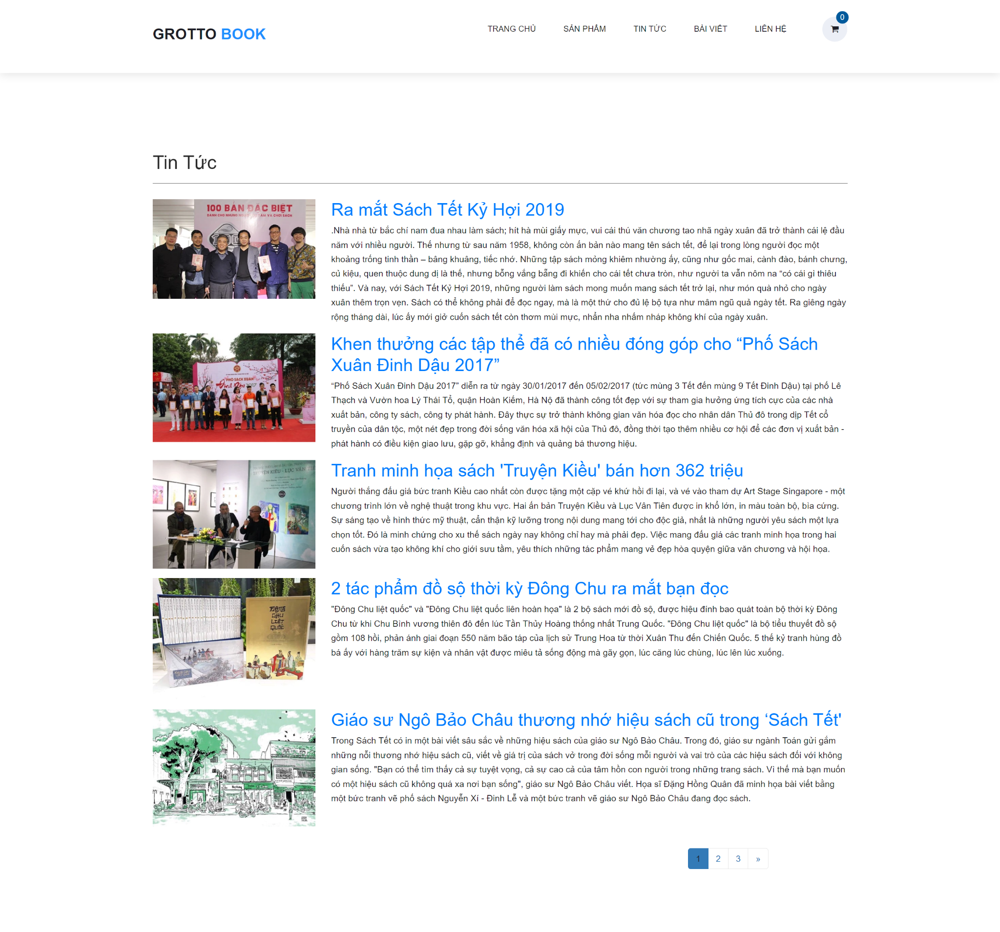 GROTTO BOOK
TRANG CHỦ
SẢN PHẨM
TIN TỨC
BÀI VIẾT
LIÊN HỆ
0
Tin Tức
100 BẢN ĐẶC BIỆT
Ra mắt Sách Tết Kỷ Hợi 2019
.Nhà nhà từ bắc chí nam đua nhau làm sách; hít hà mùi giấy mực, vui cái thú văn chương tao nhã ngày xuân đã trở thành cái lệ đầu
năm với nhiều người. Thế nhưng từ sau năm 1958, không còn ấn bản nào mang tên sách tết, để lại trong lòng người đọc một
khoảng trống tinh thần – bâng khuâng, tiếc nhớ. Những tập sách mỏng khiêm nhường ấy, cũng như gốc mai, cành đào, bánh chưng,
củ kiệu, quen thuộc dung dị là thế, nhưng bỗng vắng bẵng đi khiến cho cái tết chưa tròn, như người ta vẫn nôm na “có cái gì thiêu
thiếu”. Và nay, với Sách Tết Kỷ Hợi 2019, những người làm sách mong muốn mang sách tết trở lại, như món quà nhỏ cho ngày
xuân thêm trọn vẹn. Sách có thể không phải để đọc ngay, mà là một thứ cho đủ lệ bộ tựa như mâm ngũ quả ngày tết. Ra giêng ngày
rộng tháng dài, lúc ấy mới giở cuốn sách tết còn thơm mùi mực, nhẩn nha nhấm nháp không khí của ngày xuân.
PHỐ SÁCH XUÂN
Đinh Dậu 2017
Khen thưởng các tập thể đã có nhiều đóng góp cho “Phố Sách
Xuân Đinh Dậu 2017”
“Phố Sách Xuân Đinh Dậu 2017” diễn ra từ ngày 30/01/2017 đến 05/02/2017 (tức mùng 3 Tết đến mùng 9 Tết Đinh Dậu) tại phố Lê
Thạch và Vườn hoa Lý Thái Tổ, quận Hoàn Kiếm, Hà Nộ đã thành công tốt đẹp với sự tham gia hưởng ứng tích cực của các nhà
xuất bản, công ty sách, công ty phát hành. Đây thực sự trở thành không gian văn hóa đọc cho nhân dân Thủ đô trong dịp Tết cổ
truyền của dân tộc, một nét đẹp trong đời sống văn hóa xã hội của Thủ đô, đồng thời tạo thêm nhiều cơ hội để các đơn vị xuất bản -
phát hành có điều kiện giao lưu, gặp gỡ, khẳng định và quảng bá thương hiệu.
TRUYỆN KIỀU - LỤC VÂN TIÊ
Tranh minh họa sách 'Truyện Kiều' bán hơn 362 triệu
Người thắng đấu giá bức tranh Kiều cao nhất còn được tặng một cặp vé khứ hồi đi lại, và vé vào tham dự Art Stage Singapore - một
chương trình lớn về nghệ thuật trong khu vực. Hai ấn bản Truyện Kiều và Lục Vân Tiên được in khổ lớn, in màu toàn bộ, bìa cứng.
Sự sáng tạo về hình thức mỹ thuật, cẩn thận kỹ lưỡng trong nội dung mang tới cho độc giả, nhất là những người yêu sách một lựa
chọn tốt. Đó là minh chứng cho xu thế sách ngày nay không chỉ hay mà phải đẹp. Việc mang đấu giá các tranh minh họa trong hai
cuốn sách vừa tạo không khí cho giới sưu tầm, yêu thích những tác phẩm mang vẻ đẹp hòa quyện giữa văn chương và hội họa.
ĐÔNG
CHU
LIỆT
QUỐC
2 tác phẩm đồ sộ thời kỳ Đông Chu ra mắt bạn đọc
"Đông Chu liệt quốc" và "Đông Chu liệt quốc liên hoàn họa" là 2 bộ sách mới đồ sộ, được hiệu đính bao quát toàn bộ thời kỳ Đông
Chu từ khi Chu Bình vương thiên đô đến lúc Tần Thủy Hoàng thống nhất Trung Quốc. "Đông Chu liệt quốc" là bộ tiểu thuyết đồ sộ
gồm 108 hồi, phản ánh giai đoạn 550 năm bão táp của lịch sử Trung Hoa từ thời Xuân Thu đến Chiến Quốc. 5 thế kỷ tranh hùng đồ
bá ấy với hàng trăm sự kiện và nhân vật được miêu tả sống động mà gãy gọn, lúc căng lúc chùng, lúc lên lúc xuống.
Giáo sư Ngô Bảo Châu thương nhớ hiệu sách cũ trong ‘Sách Tết'
Trong Sách Tết có in một bài viết sâu sắc về những hiệu sách của giáo sư Ngô Bảo Châu. Trong đó, giáo sư ngành Toán gửi gắm
những nỗi thương nhớ hiệu sách cũ, viết về giá trị của sách vở trong đời sống mỗi người và vai trò của các hiệu sách đối với không
gian sống. "Bạn có thể tìm thấy cả sự tuyệt vọng, cả sự cao cả của tâm hồn con người trong những trang sách. Vì thế mà bạn muốn
có một hiệu sách cũ không quá xa nơi bạn sống", giáo sư Ngô Bảo Châu viết. Họa sĩ Đặng Hồng Quân đã minh họa bài viết bằng
một bức tranh vẽ phố sách Nguyễn Xí - Đinh Lễ và một bức tranh vẽ giáo sư Ngô Bảo Châu đang đọc sách.
1
2
3
»